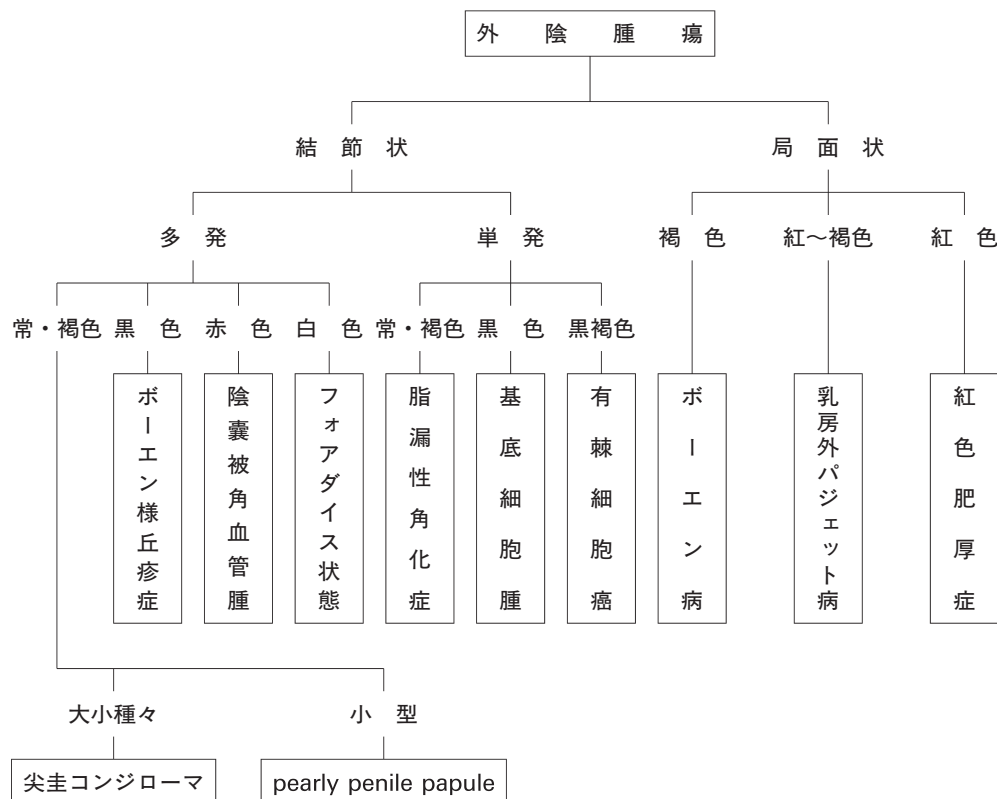 外陰腫瘍
結節状 局面状
多発 単発 褐色 紅～褐色 紅色
常・褐色 黒色 赤色 白色 常・褐色 黒色 黒褐色
ボーエン様丘疹症
陰嚢被角血管腫
フォアダイス状態
脂漏性角化症
基底細胞腫
有棘細胞癌
ボーエン病
乳房外パジェット病
紅色肥厚症
大小種々 小型
尖圭コンジローマ pearly penile papule